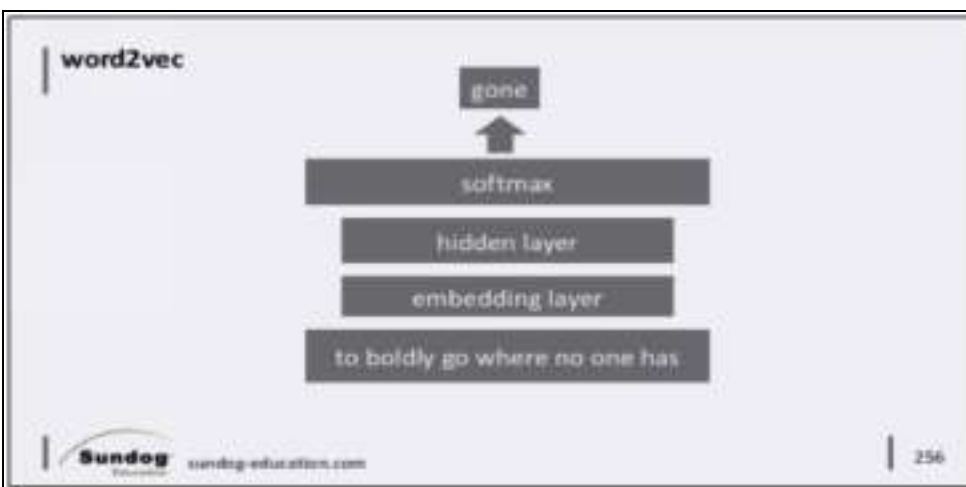 word2vec
gone
softmax
hidden layer
embedding layer
to boldly go where no one has
Sundog
Education
sundog-education.com
256